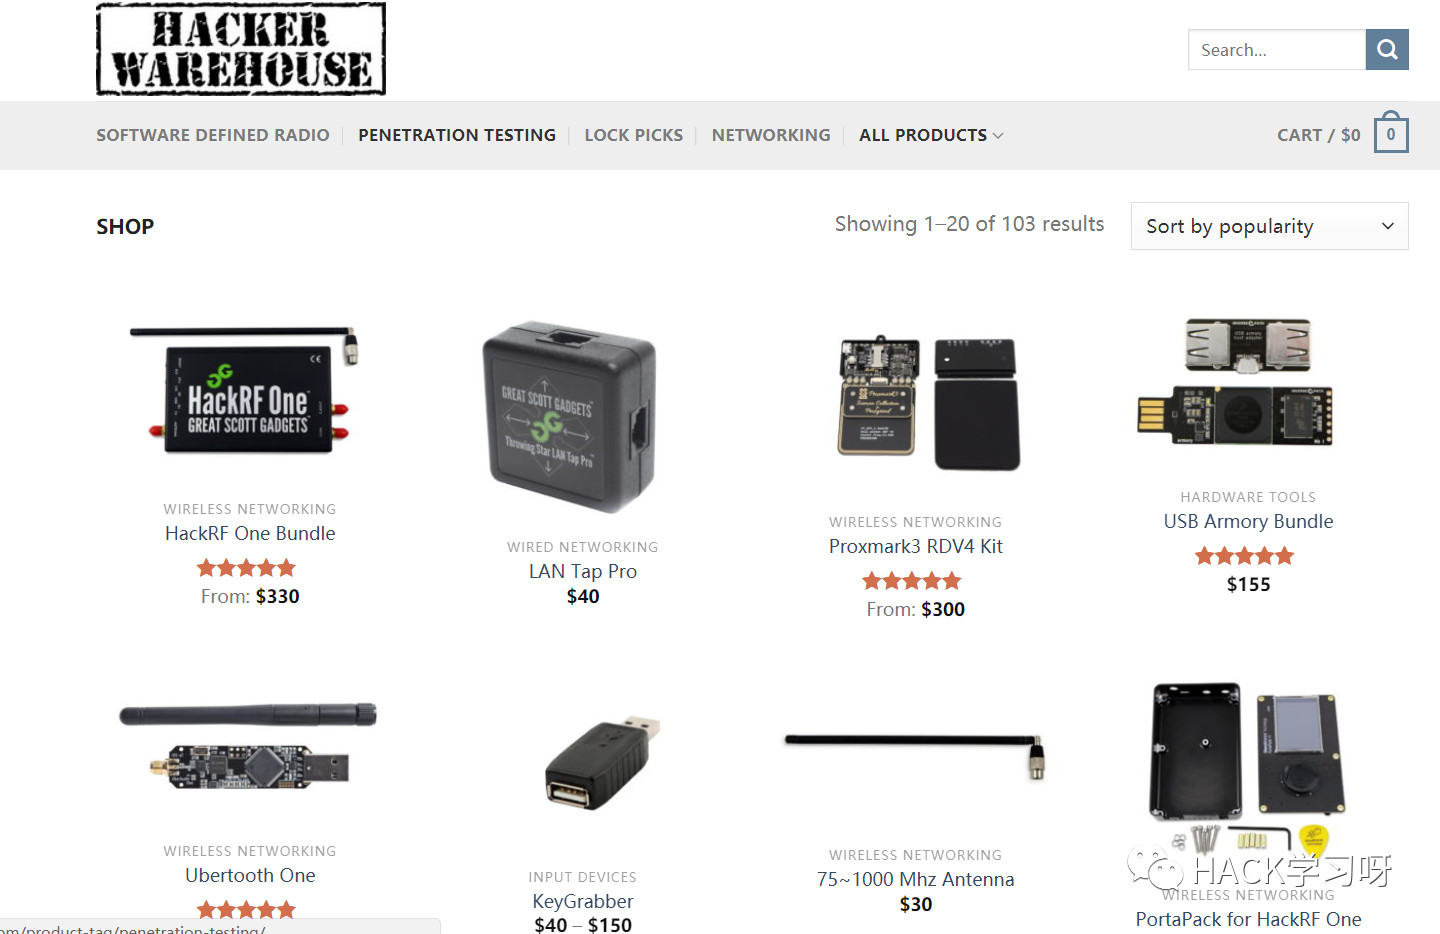 HACKER
WAREHOUSE
Search...
SOFTWARE DEFINED RADIO
PENETRATION TESTING
LOCK PICKS
NETWORKING
ALL PRODUCTS
CART / $0
0
SHOP
Showing 1–20 of 103 results
Sort by popularity
HackRF One
GREAT SCOTT GADGETS
GREAT SCOTT GADGETS
Throwing Star LAN Tap Pro
WIRELESS NETWORKING
HackRF One Bundle
From: $330
WIRED NETWORKING
LAN Tap Pro
$40
WIRELESS NETWORKING
Proxmark3 RDV4 Kit
From: $300
HARDWARE TOOLS
USB Armory Bundle
$155
WIRELESS NETWORKING
Ubertooth One
INPUT DEVICES
KeyGrabber
$40 – $150
WIRELESS NETWORKING
75~1000 Mhz Antenna
$30
HACK学习呀
WIRELESS NETWORKING
PortaPack for HackRF One
om/product-tag/penetration-testing/